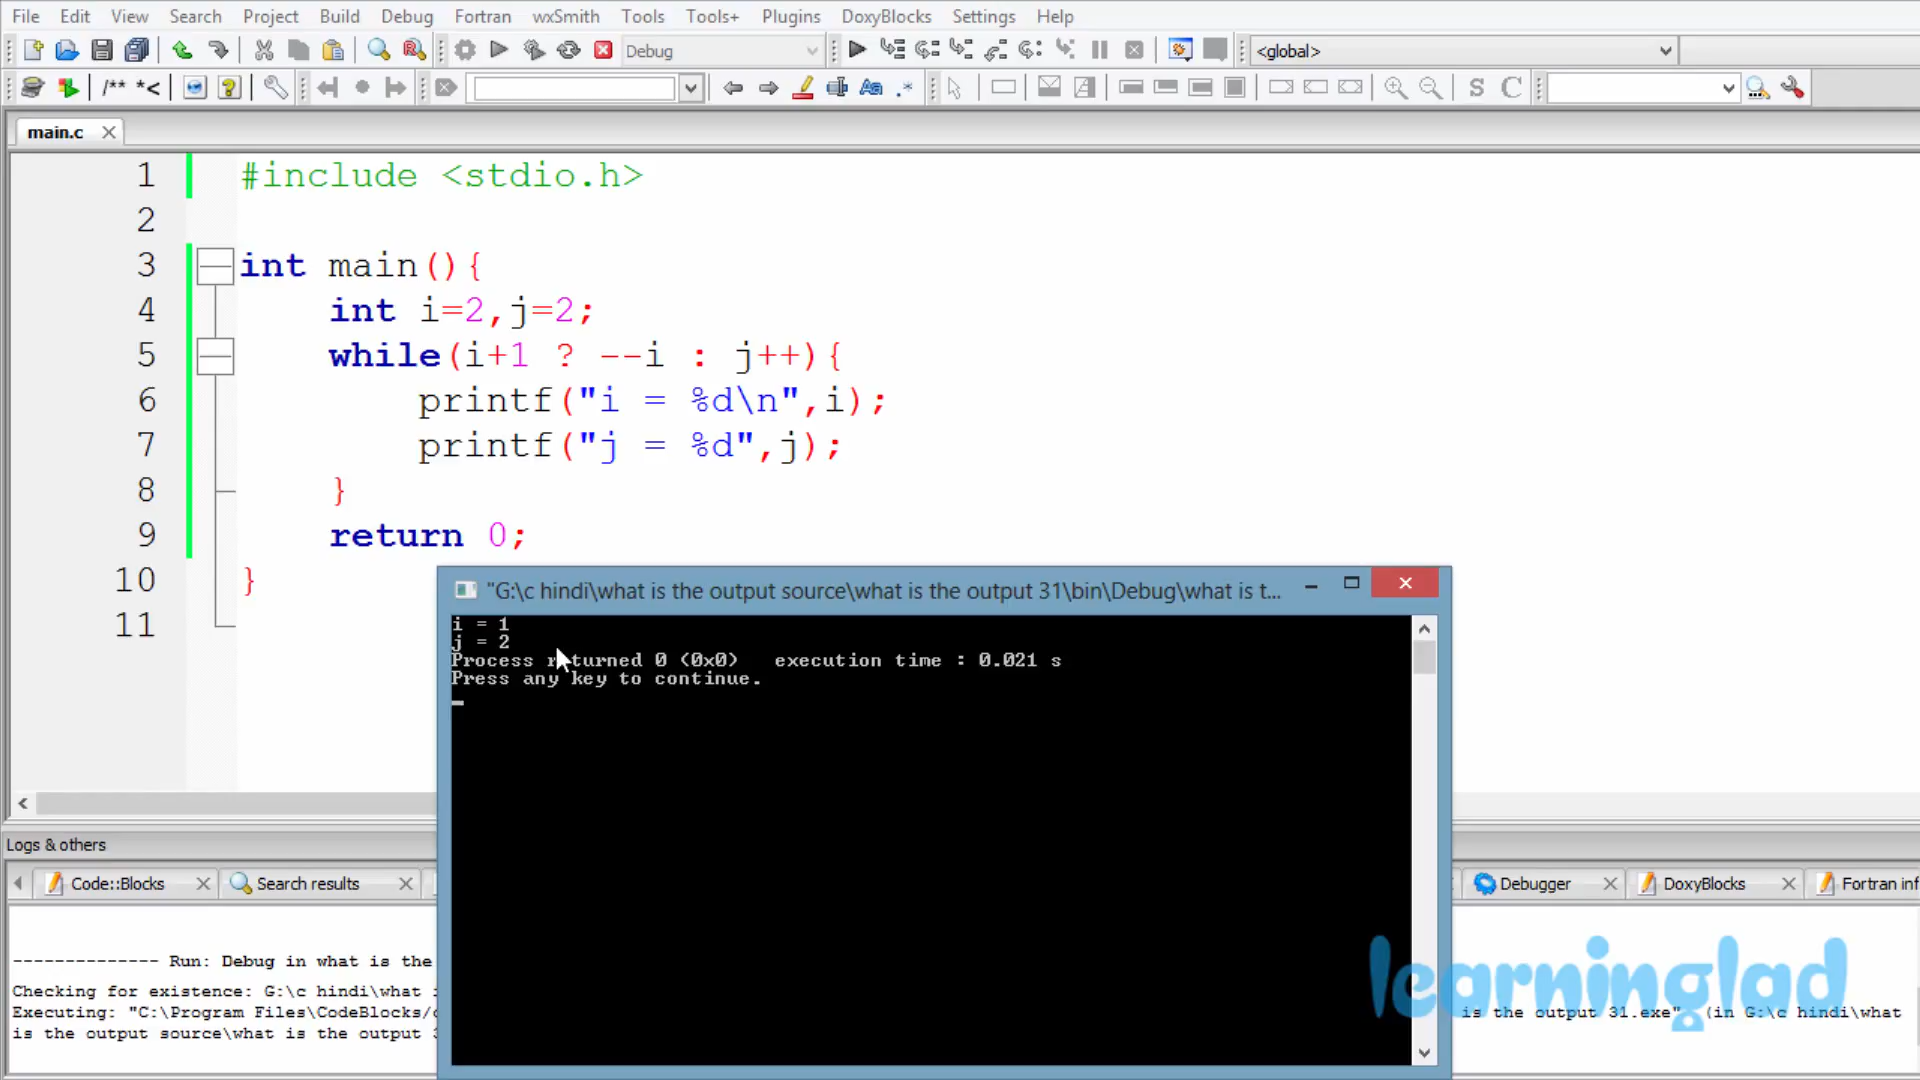 File Edit View Search Project Build Debug Fortran wxSmith Tools Tools+ Plugins DoxyBlocks Settings Help
Debug <global>
/** *< Aa .* S C
main.c
1 #include <stdio.h>
2
3 int main(){
4 int i=2,j=2;
5 while(i+1 ? --i : j++){
6 printf("i = %d\n",i);
7 printf("j = %d",j);
8 }
9 return 0;
10 }
11
"G:\c hindi\what is the output source\what is the output 31\bin\Debug\what is t...
i = 1
j = 2
Process returned 0 (0x0) execution time : 0.021 s
Press any key to continue.
Logs & others
Code::Blocks Search results Debugger DoxyBlocks Fortran inf
-------------- Run: Debug in what is the
Checking for existence: G:\c hindi\what
Executing: "C:\Program Files\CodeBlocks/ is the output 31.exe" (in G:\c hindi\what
is the output source\what is the output
learninglad